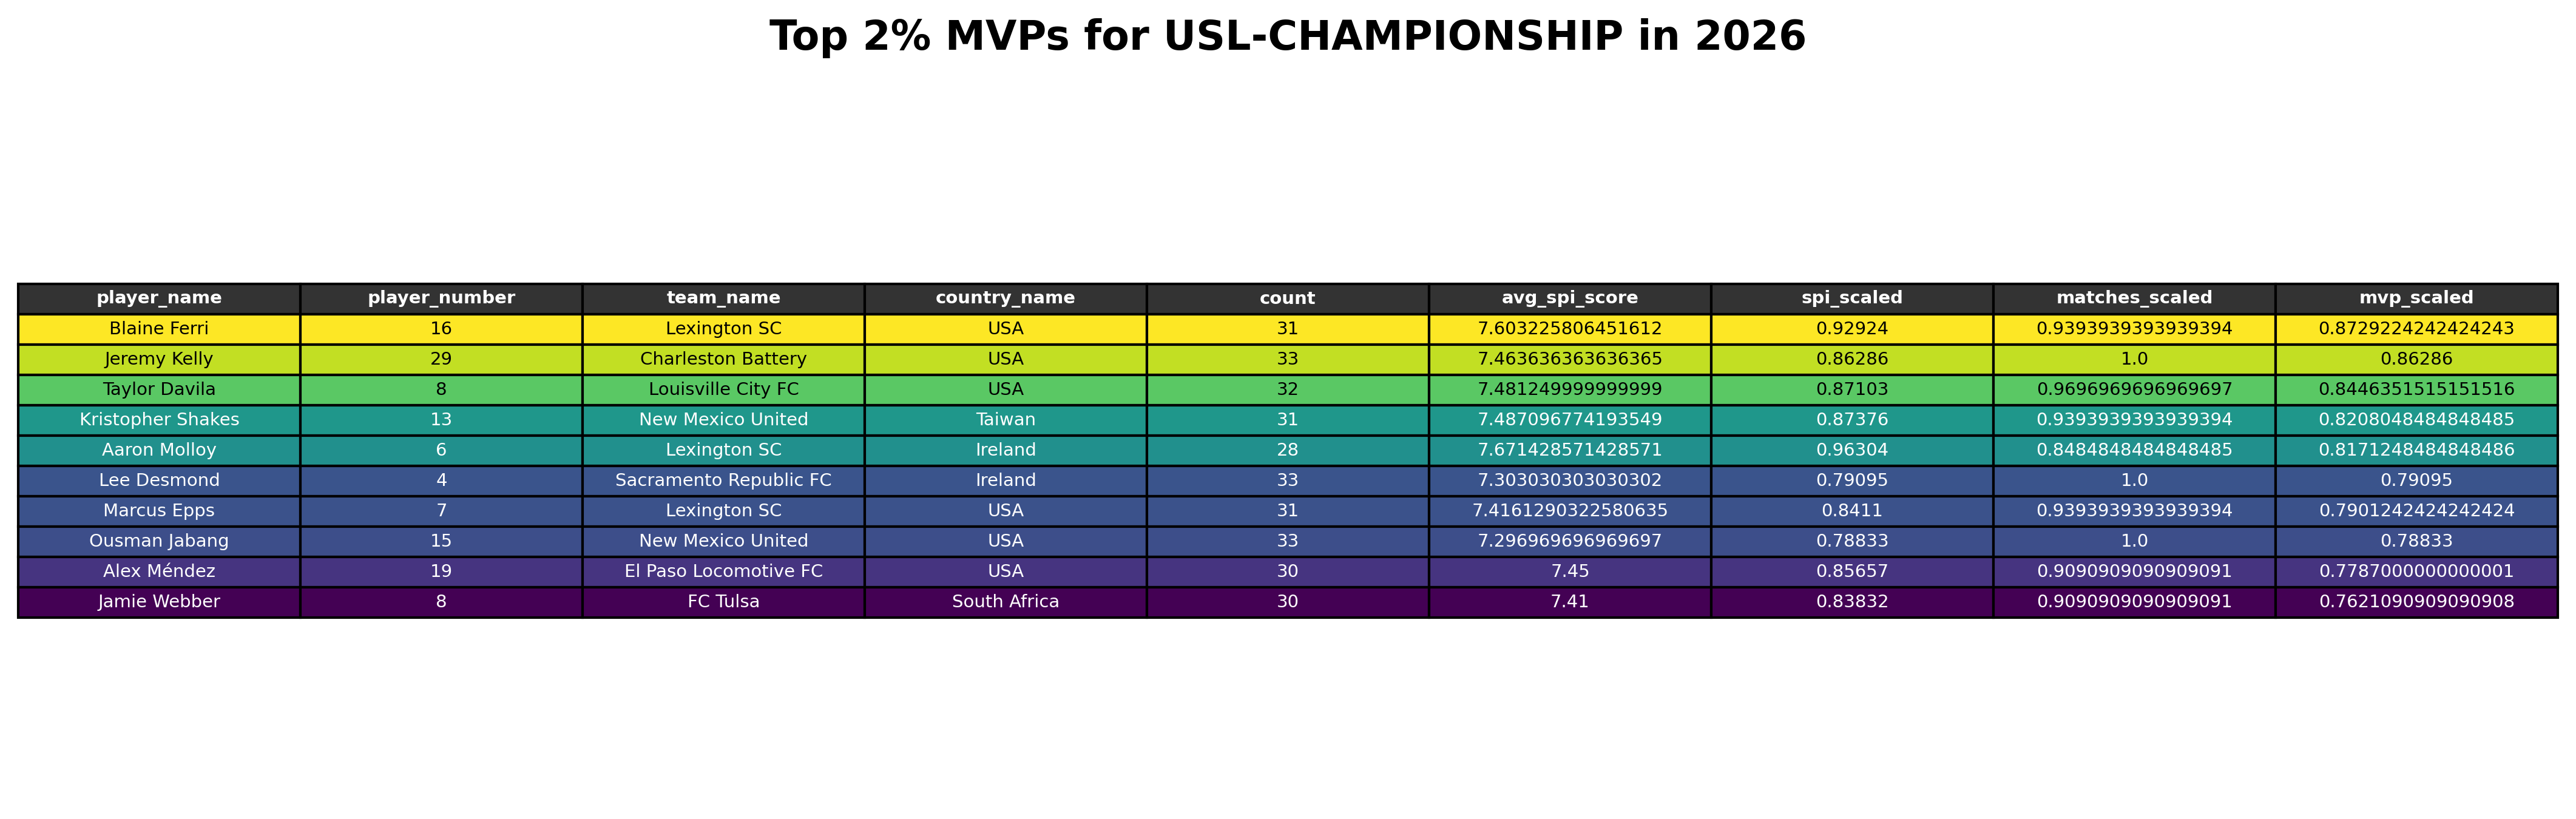 Top 2% MVPs for USL-CHAMPIONSHIP in 2026
player_name player_number team_name country_name count avg_spi_score spi_scaled matches_scaled mvp_scaled
Blaine Ferri 16 Lexington SC USA 31 7.603225806451612 0.92924 0.9393939393939394 0.8729224242424243
Jeremy Kelly 29 Charleston Battery USA 33 7.463636363636365 0.86286 1.0 0.86286
Taylor Davila 8 Louisville City FC USA 32 7.481249999999999 0.87103 0.9696969696969697 0.8446351515151516
Kristopher Shakes 13 New Mexico United Taiwan 31 7.487096774193549 0.87376 0.9393939393939394 0.8208048484848485
Aaron Molloy 6 Lexington SC Ireland 28 7.671428571428571 0.96304 0.8484848484848485 0.8171248484848486
Lee Desmond 4 Sacramento Republic FC Ireland 33 7.303030303030302 0.79095 1.0 0.79095
Marcus Epps 7 Lexington SC USA 31 7.4161290322580635 0.8411 0.9393939393939394 0.7901242424242424
Ousman Jabang 15 New Mexico United USA 33 7.296969696969697 0.78833 1.0 0.78833
Alex Méndez 19 El Paso Locomotive FC USA 30 7.45 0.85657 0.9090909090909091 0.7787000000000001
Jamie Webber 8 FC Tulsa South Africa 30 7.41 0.83832 0.9090909090909091 0.7621090909090908